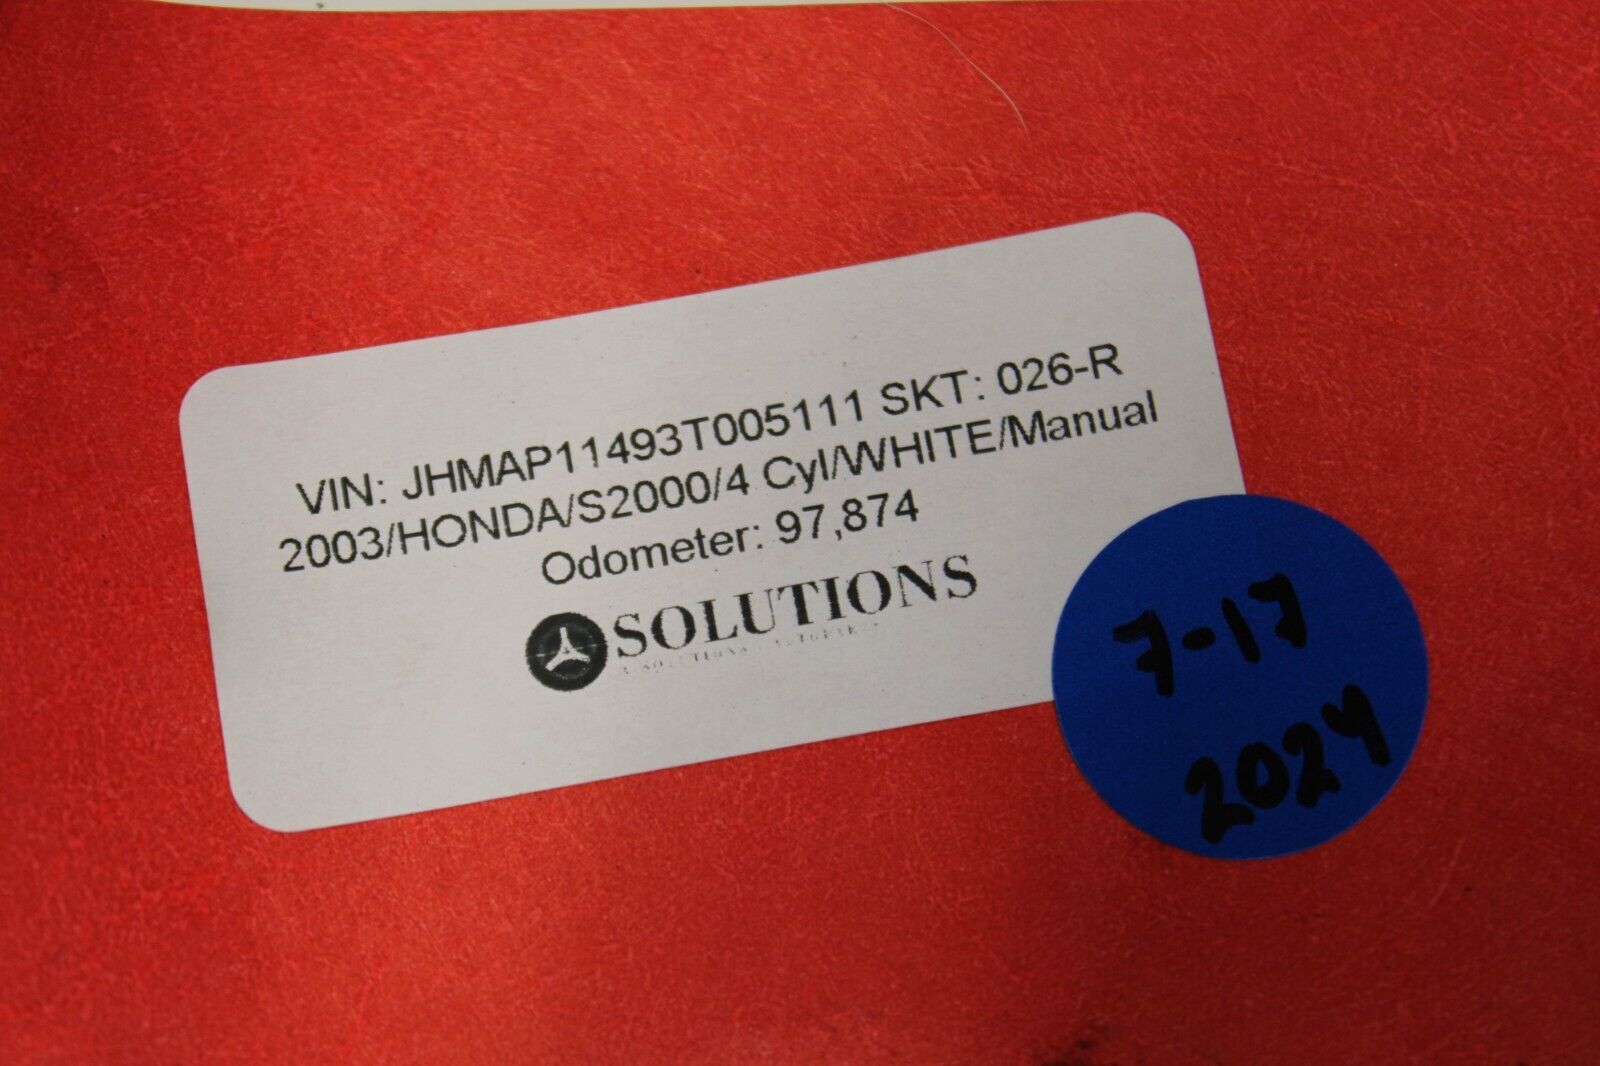 VIN: JHMAP11493T005111 SKT: 026-R
2003/HONDA/S2000/4 Cyl/WHITE/Manual
Odometer: 97,874
SOLUTIONS
7-17
2024